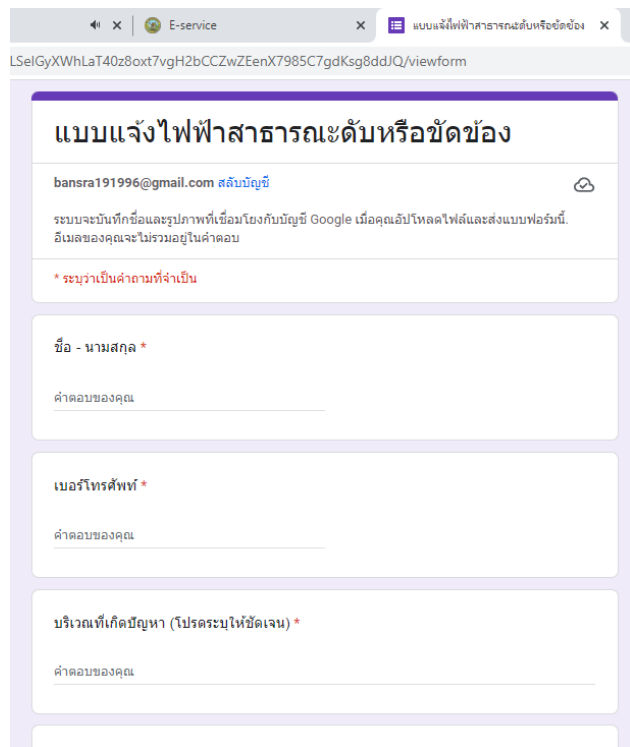 E-service
แบบแจ้งไฟฟ้าสาธารณะดับหรือขัดข้อง
LSelGyXWhLaT40z8oxt7vgH2bCCZwZEenX7985C7gdKsg8ddJQ/viewform
แบบแจ้งไฟฟ้าสาธารณะดับหรือขัดข้อง
bansra191996@gmail.com สลับบัญชี
ระบบจะบันทึกชื่อและรูปภาพที่เชื่อมโยงกับบัญชี Google เมื่อคุณอัปโหลดไฟล์และส่งแบบฟอร์มนี้.
อีเมลของคุณจะไม่รวมอยู่ในคำตอบ
* ระบุว่าเป็นคำถามที่จำเป็น
ชื่อ - นามสกุล *
คำตอบของคุณ
เบอร์โทรศัพท์ *
คำตอบของคุณ
บริเวณที่เกิดปัญหา (โปรดระบุให้ชัดเจน) *
คำตอบของคุณ